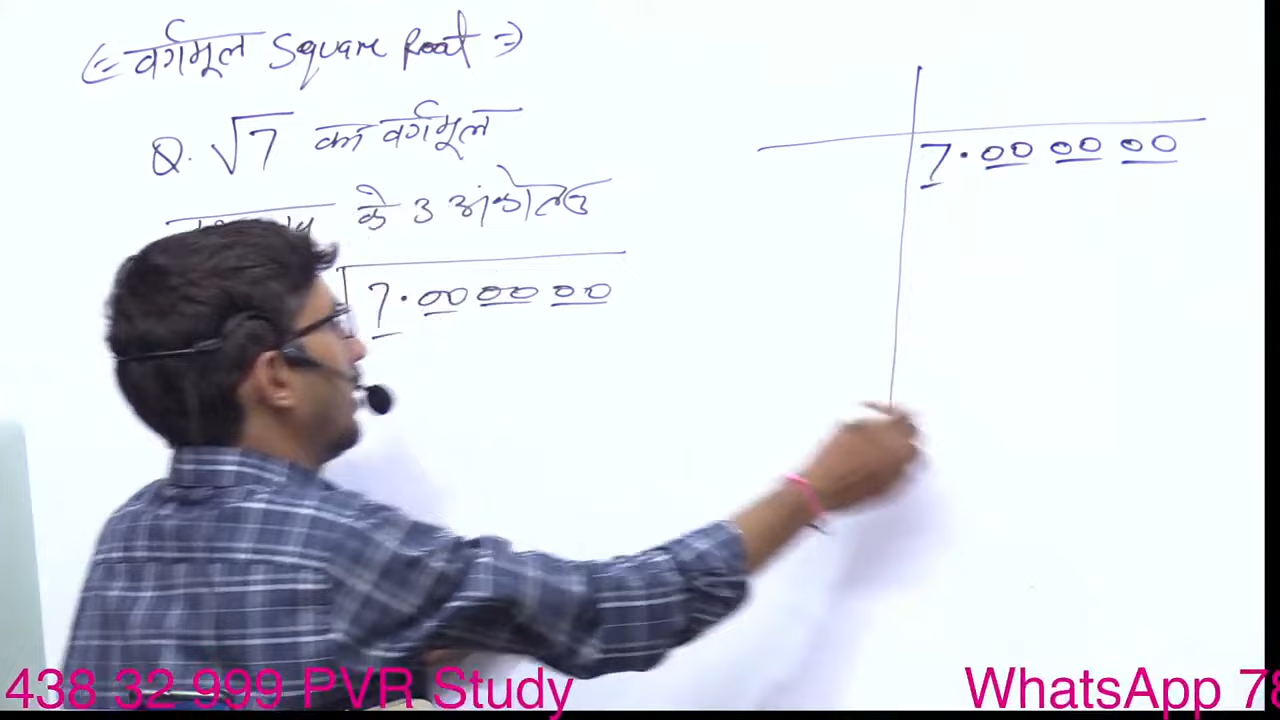 (= वर्गमूल Square Root =)
Q. √7 का वर्गमूल
के 3 अंको तक
√7.00 00 00
7.00 00 00
438 32 999 PVR Study WhatsApp 78